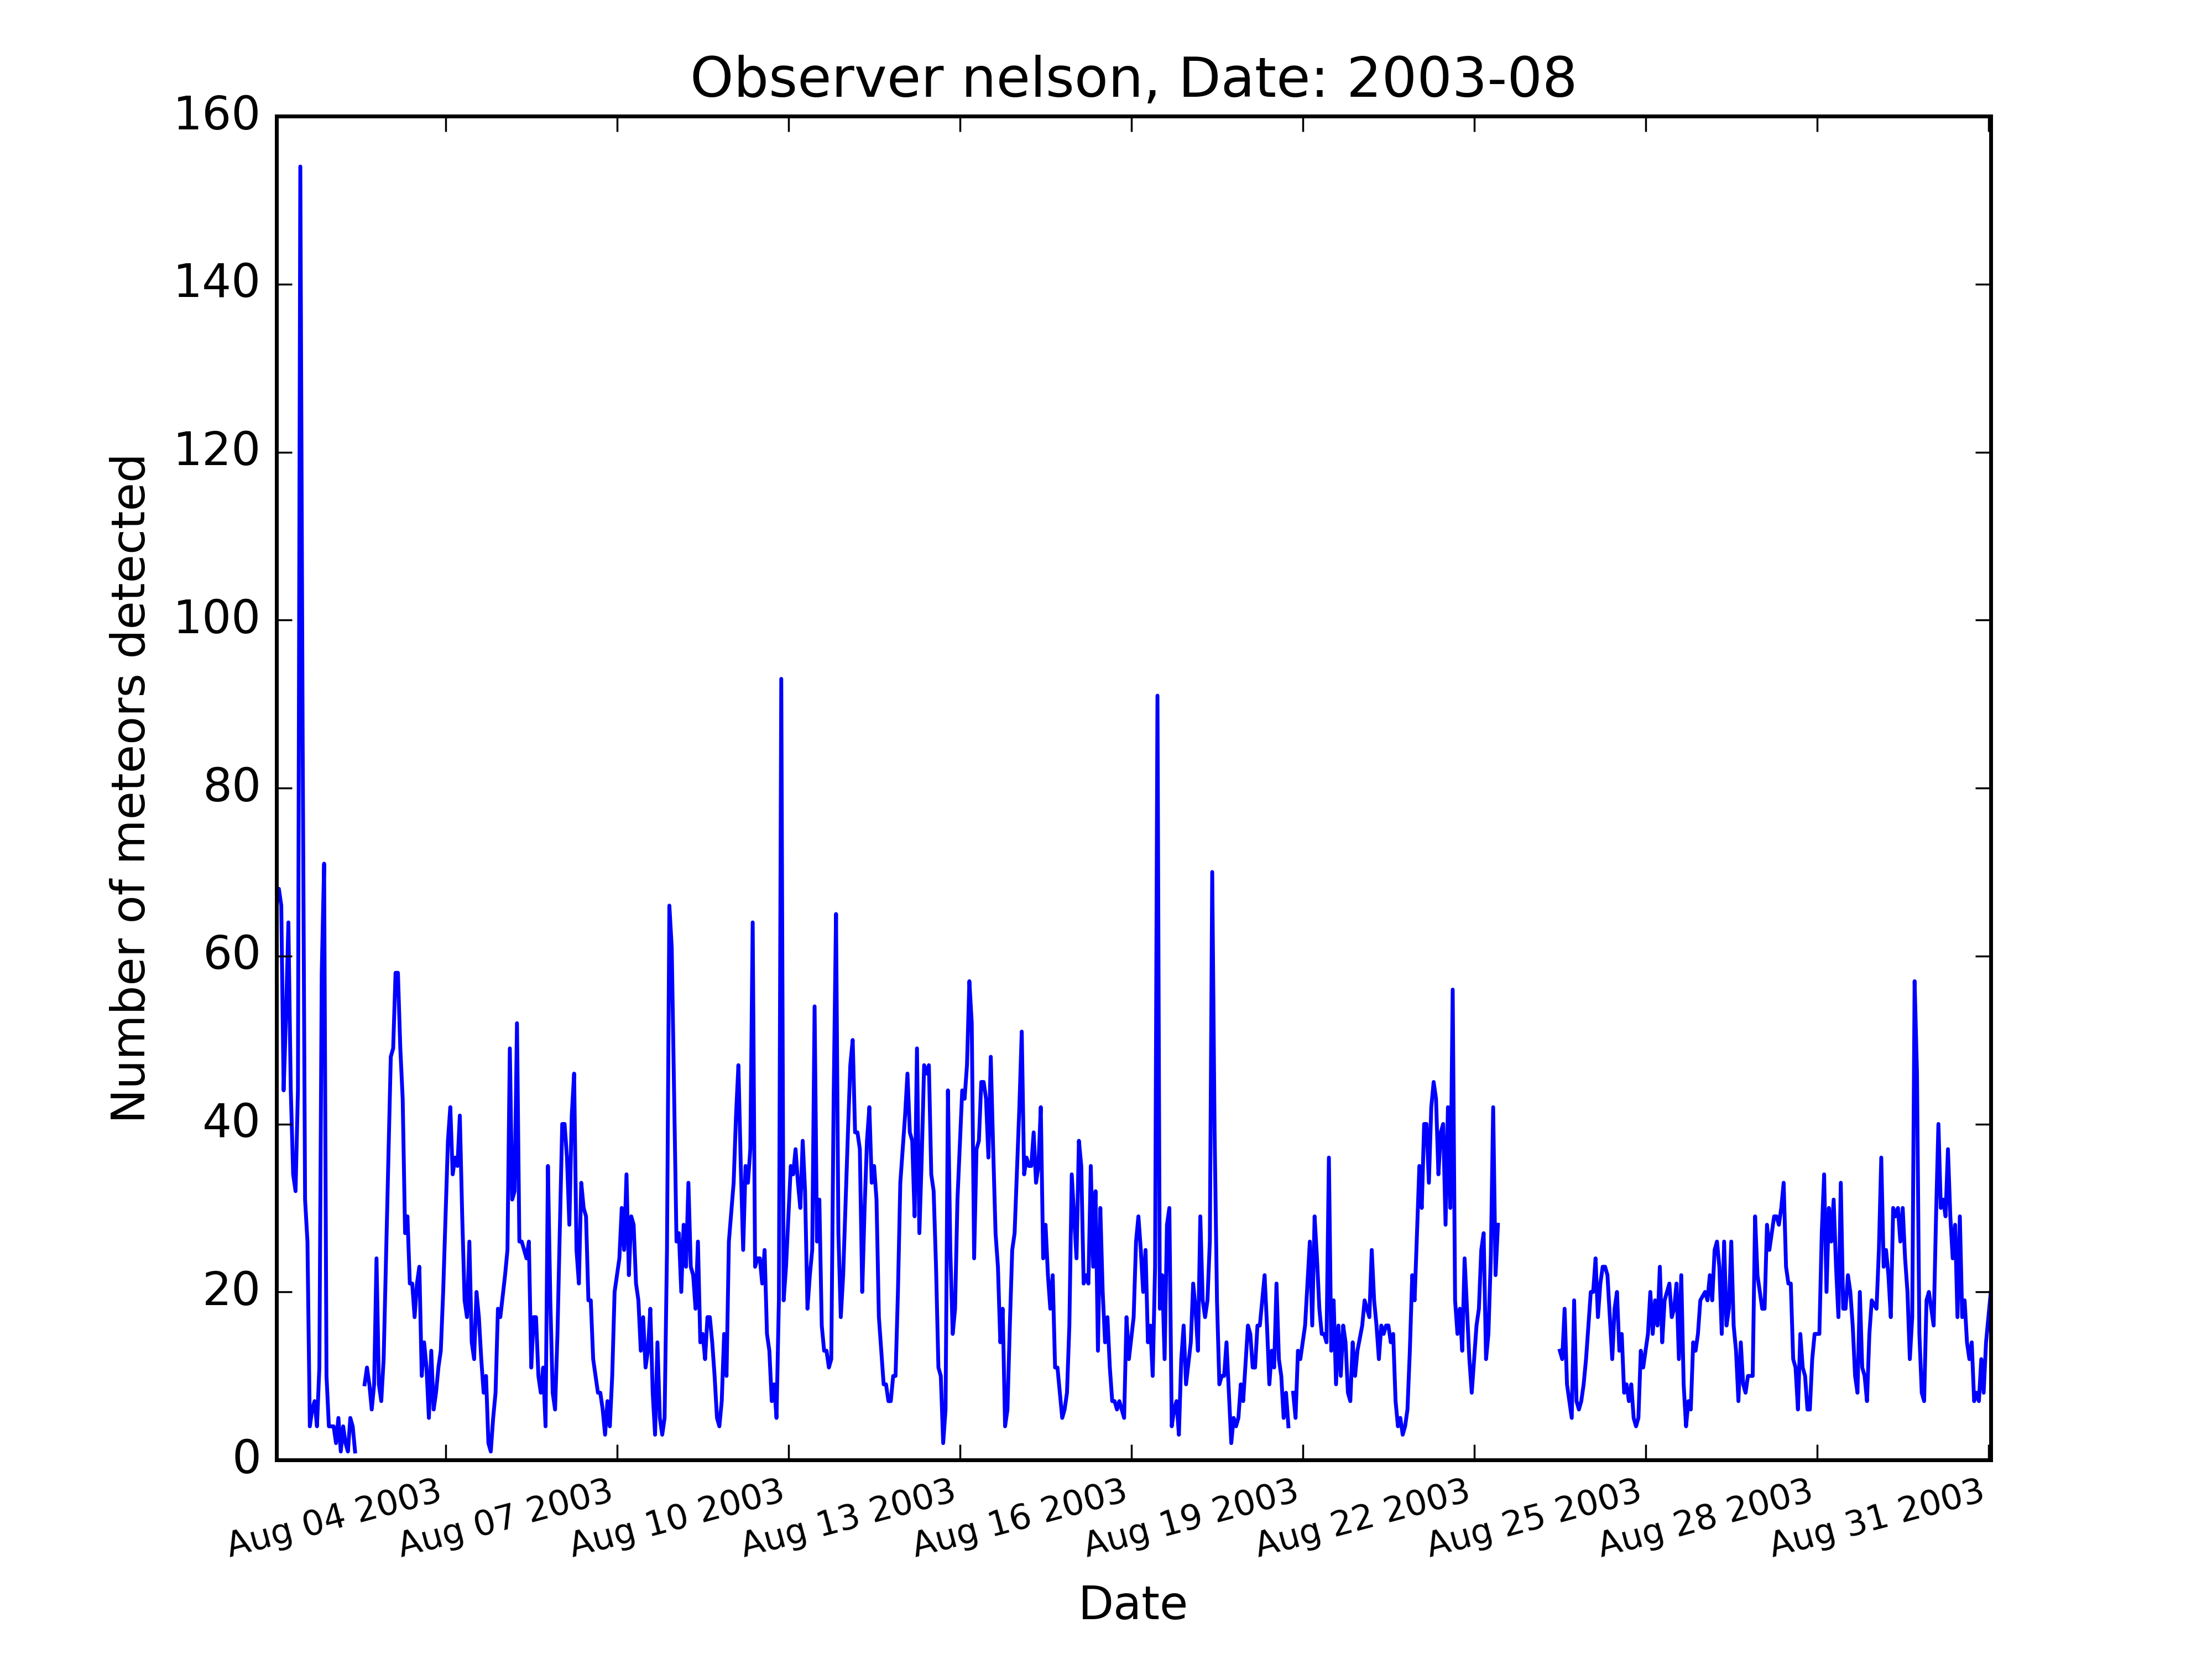 Observer nelson, Date: 2003-08
160
140
120
100
80
60
40
20
0
Number of meteors detected
Aug 04 2003
Aug 07 2003
Aug 10 2003
Aug 13 2003
Aug 16 2003
Aug 19 2003
Aug 22 2003
Aug 25 2003
Aug 28 2003
Aug 31 2003
Date